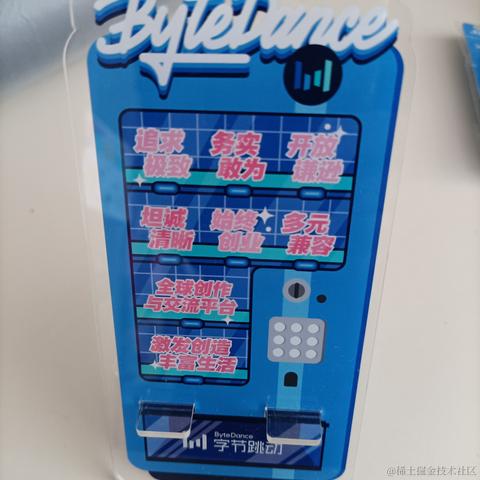 ByteDance
追求 务实 开放
极致 敢为 谦逊
坦诚 始终 多元
清晰 创业 兼容
全球创作
与交流平台
激发创造
丰富生活
ByteDance
字节跳动
@稀土掘金技术社区